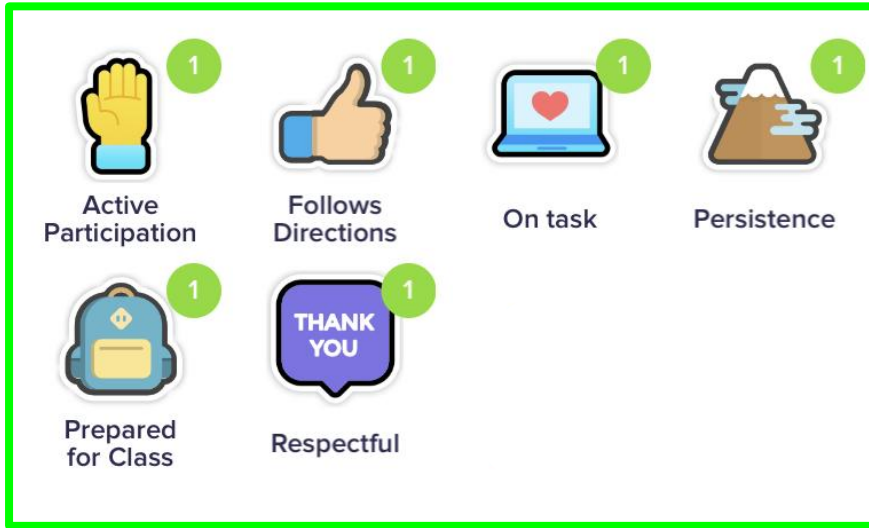 1
1
1
1
Active
Participation
Follows
Directions
On task
Persistence
1
1
THANK
YOU
Prepared
for Class
Respectful